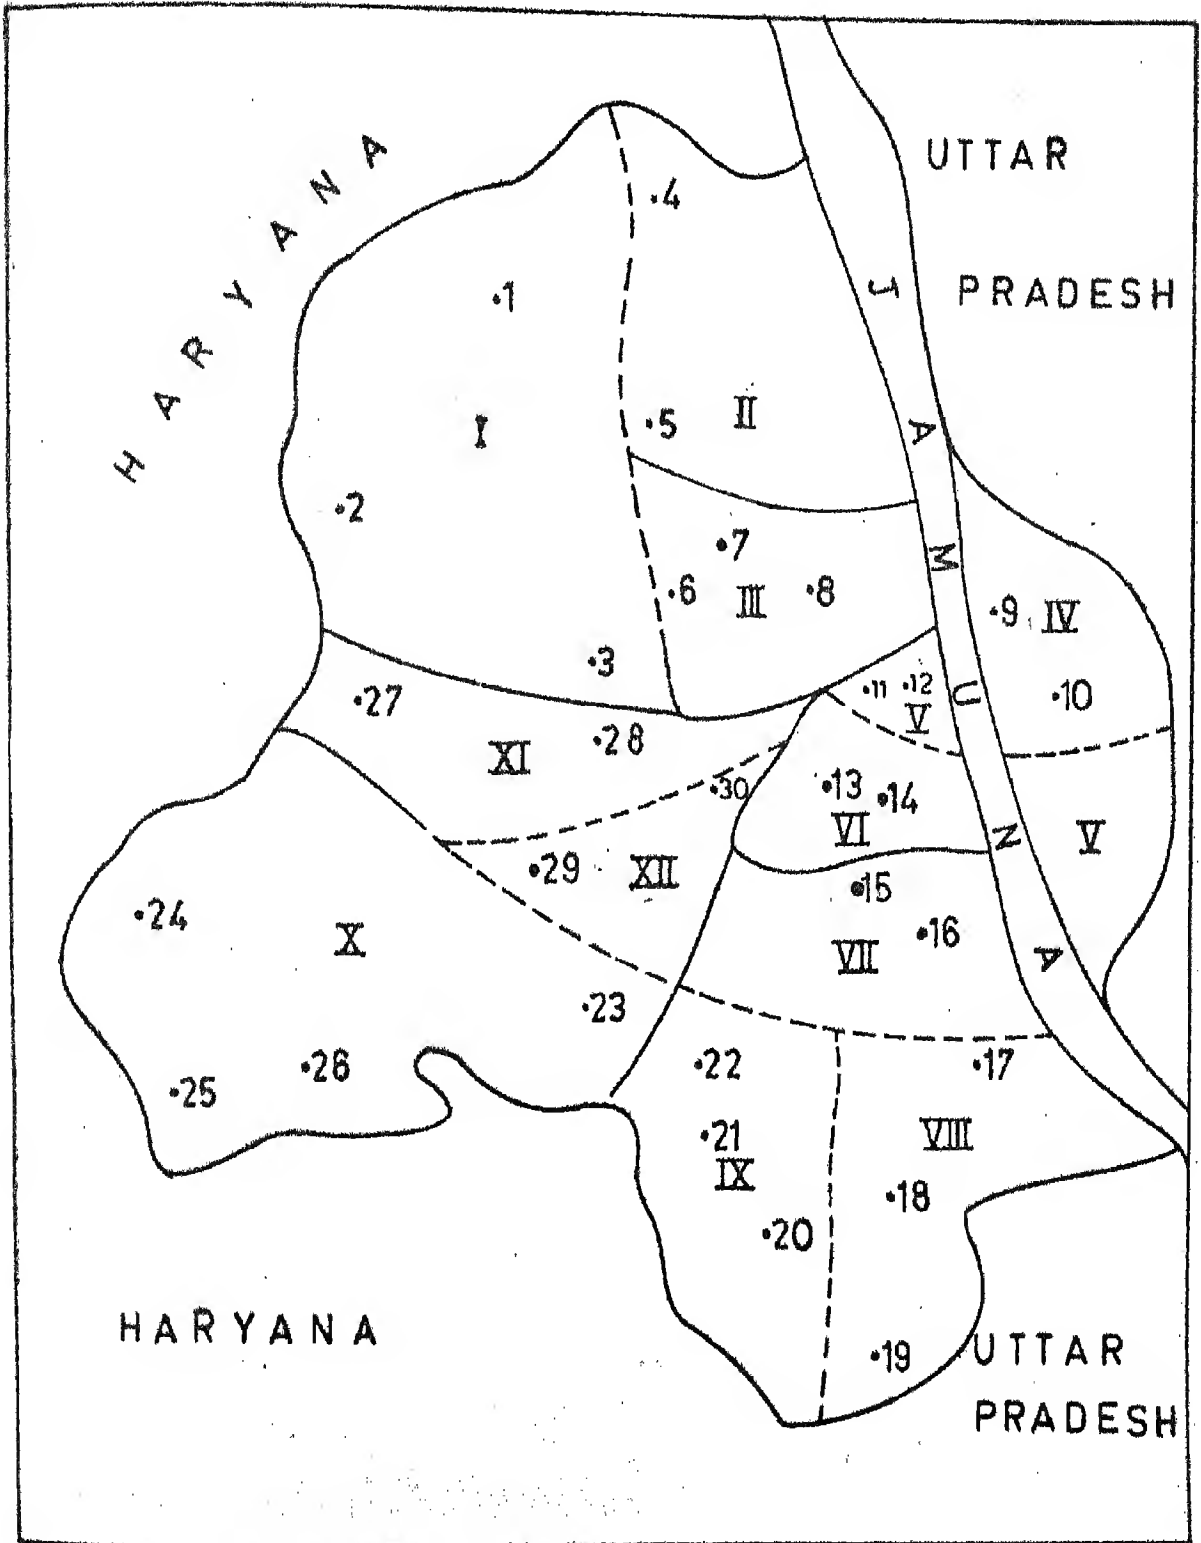 UTTAR
PRADESH
HARYANA
JAMUNA
.4
.1
.5
II
I
.2
.7
.6
III
.8
.9
IV
.3
.11
.12
V
.10
.27
XI
.28
.30
.13
.14
VI
V
.29
XII
.15
.24
X
VII
.16
.23
.22
.17
.26
.25
.21
IX
VIII
.18
.20
HARYANA
.19
UTTAR
PRADESH